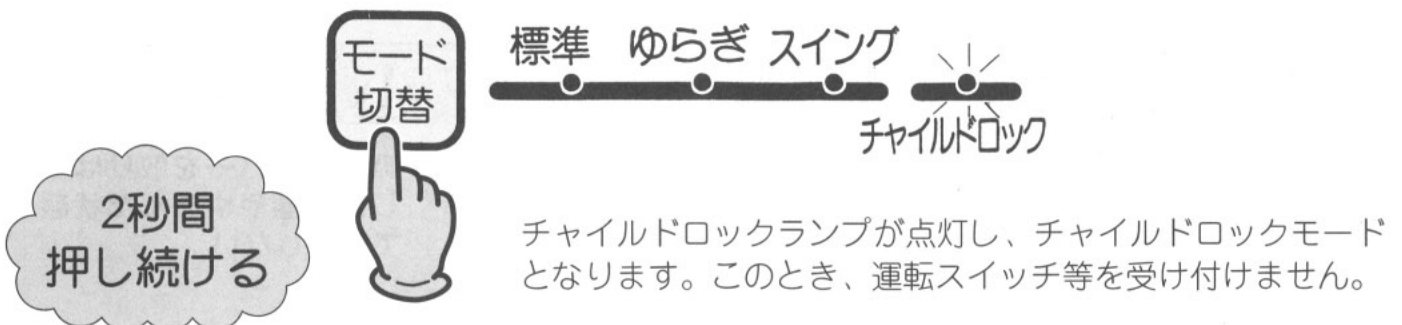 モード
切替
標準 ゆらぎ スイング
チャイルドロック
2秒間
押し続ける
チャイルドロックランプが点灯し、チャイルドロックモード
となります。このとき、運転スイッチ等を受け付けません。